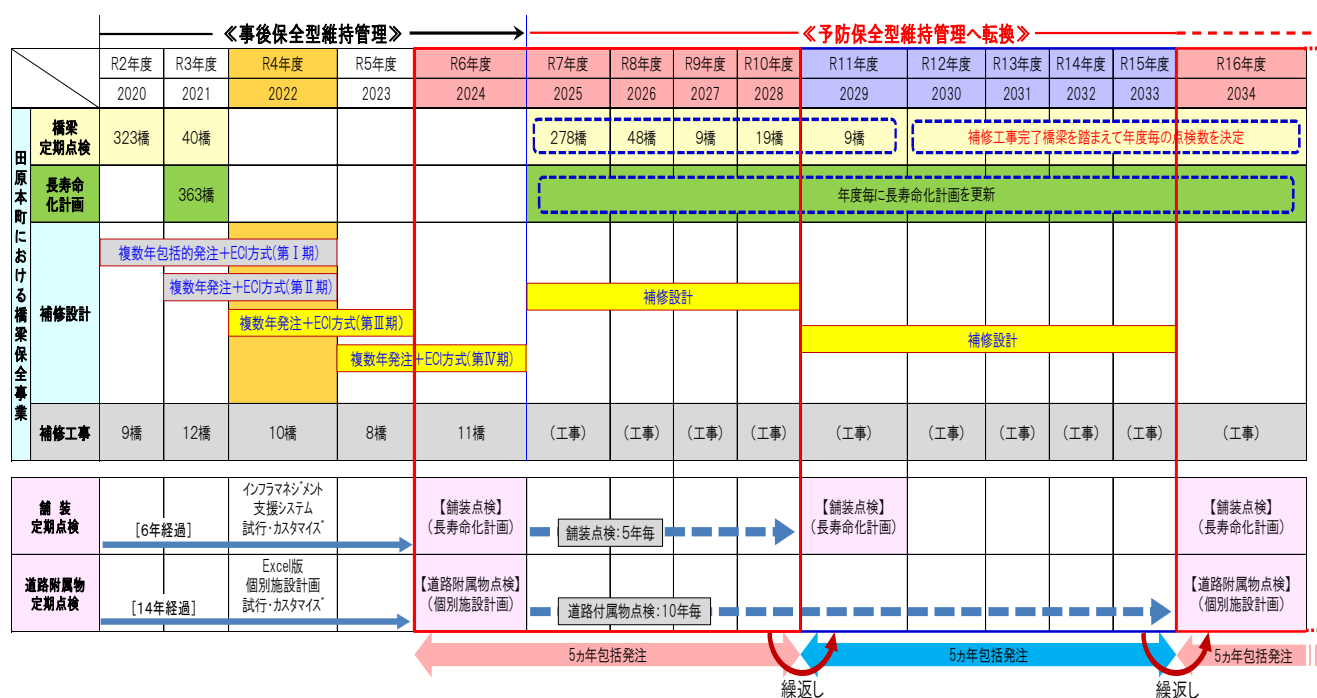 ≪事後保全型維持管理≫
≪予防保全型維持管理へ転換≫
R2年度 R3年度 R4年度 R5年度 R6年度 R7年度 R8年度 R9年度 R10年度 R11年度 R12年度 R13年度 R14年度 R15年度 R16年度
2020 2021 2022 2023 2024 2025 2026 2027 2028 2029 2030 2031 2032 2033 2034
田原本町における橋梁保全事業
橋梁
定期点検
323橋 40橋 278橋 48橋 9橋 19橋 9橋 補修工事完了橋梁を踏まえて年度毎の点検数を決定
長寿命
化計画
363橋 年度毎に長寿命化計画を更新
補修設計
複数年包括的発注+ECI方式(第Ⅰ期)
複数年発注+ECI方式(第Ⅱ期)
複数年発注+ECI方式(第Ⅲ期)
複数年発注+ECI方式(第Ⅳ期)
補修設計
補修設計
補修工事
9橋 12橋 10橋 8橋 11橋 (工事) (工事) (工事) (工事) (工事) (工事) (工事) (工事) (工事) (工事)
舗装
定期点検
[6年経過]
インフラマネジメント
支援システム
試行・カスタマイズ
【舗装点検】
(長寿命化計画)
舗装点検:5年毎
【舗装点検】
(長寿命化計画)
【舗装点検】
(長寿命化計画)
道路附属物
定期点検
[14年経過]
Excel版
個別施設計画
試行・カスタマイズ
【道路附属物点検】
(個別施設計画)
道路付属物点検:10年毎
【道路附属物点検】
(個別施設計画)
5ヵ年包括発注
5ヵ年包括発注
5ヵ年包括発注
繰返し
繰返し